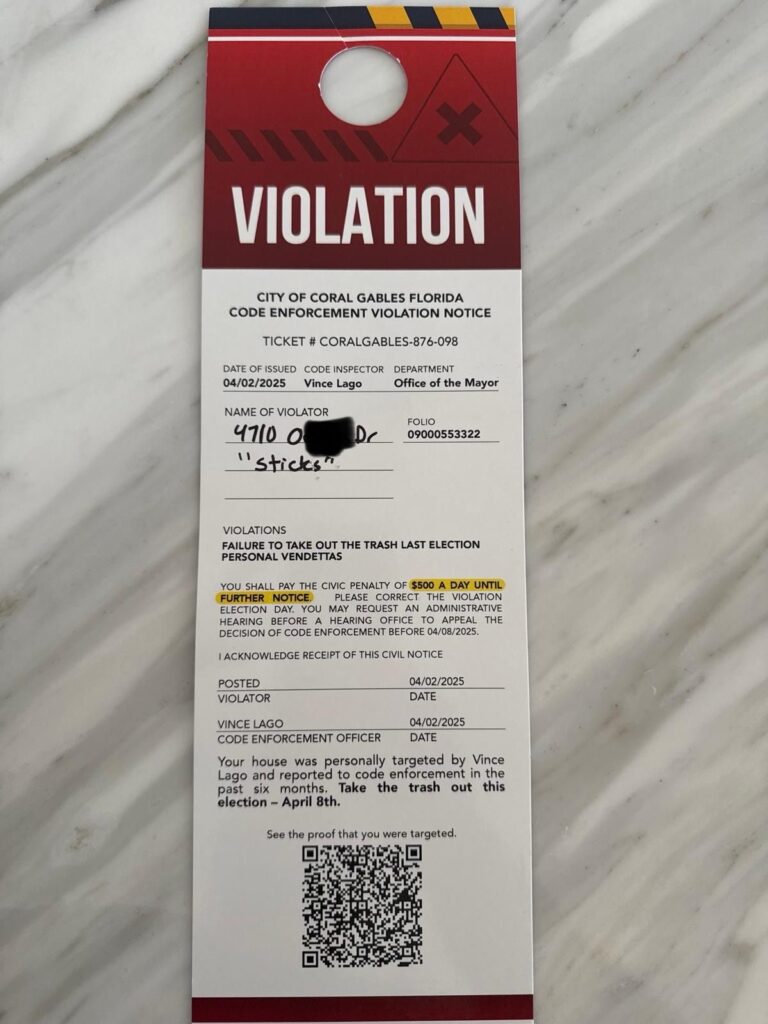 VIOLATION
CITY OF CORAL GABLES FLORIDA
CODE ENFORCEMENT VIOLATION NOTICE
TICKET # CORALGABLES-876-098
DATE OF ISSUED CODE INSPECTOR DEPARTMENT
04/02/2025 Vince Lago Office of the Mayor
NAME OF VIOLATOR
FOLIO
4710 O Dr
09000553322
"sticks"
VIOLATIONS
FAILURE TO TAKE OUT THE TRASH LAST ELECTION
PERSONAL VENDETTAS
YOU SHALL PAY THE CIVIC PENALTY OF $500 A DAY UNTIL
FURTHER NOTICE. PLEASE CORRECT THE VIOLATION
ELECTION DAY. YOU MAY REQUEST AN ADMINISTRATIVE
HEARING BEFORE A HEARING OFFICE TO APPEAL THE
DECISION OF CODE ENFORCEMENT BEFORE 04/08/2025.
I ACKNOWLEDGE RECEIPT OF THIS CIVIL NOTICE
POSTED 04/02/2025
VIOLATOR DATE
VINCE LAGO 04/02/2025
CODE ENFORCEMENT OFFICER DATE
Your house was personally targeted by Vince
Lago and reported to code enforcement in the
past six months. Take the trash out this
election – April 8th.
See the proof that you were targeted.